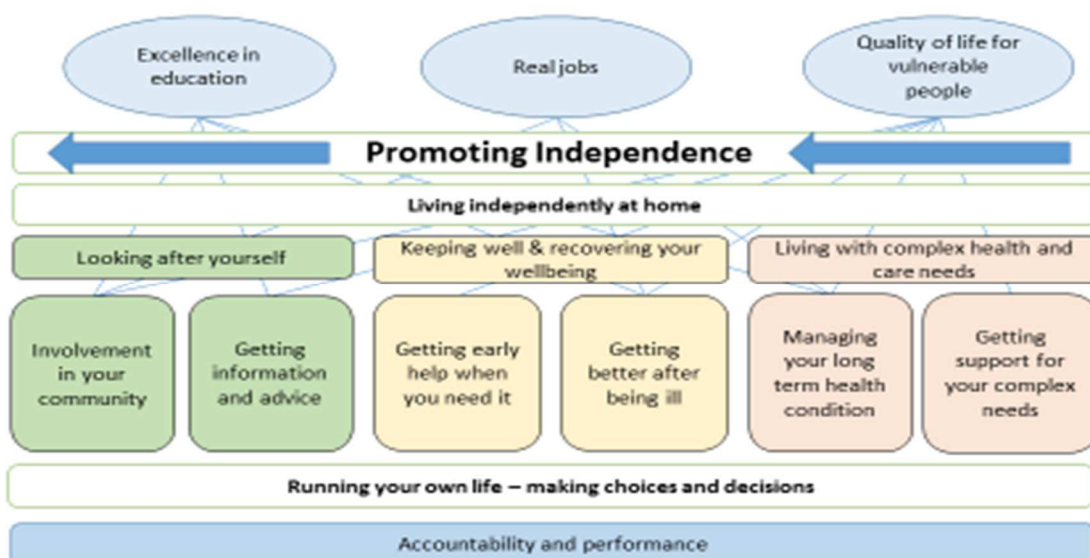 Excellence in
education
Real jobs
Quality of life for
vulnerable
people
Promoting Independence
Living independently at home
Looking after yourself
Keeping well & recovering your
wellbeing
Living with complex health and
care needs
Involvement
in your
community
Getting
information
and advice
Getting early
help when
you need it
Getting
better after
being ill
Managing
your long
term health
condition
Getting
support for
your complex
needs
Running your own life – making choices and decisions
Accountability and performance